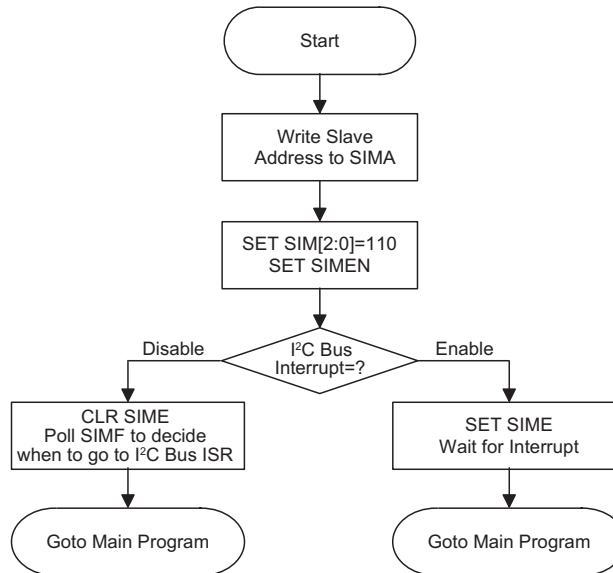 Start
Write Slave
Address to SIMA
SET SIM[2:0]=110
SET SIMEN
I²C Bus
Interrupt=?
Disable
Enable
CLR SIME
Poll SIMF to decide
when to go to I²C Bus ISR
SET SIME
Wait for Interrupt
Goto Main Program
Goto Main Program